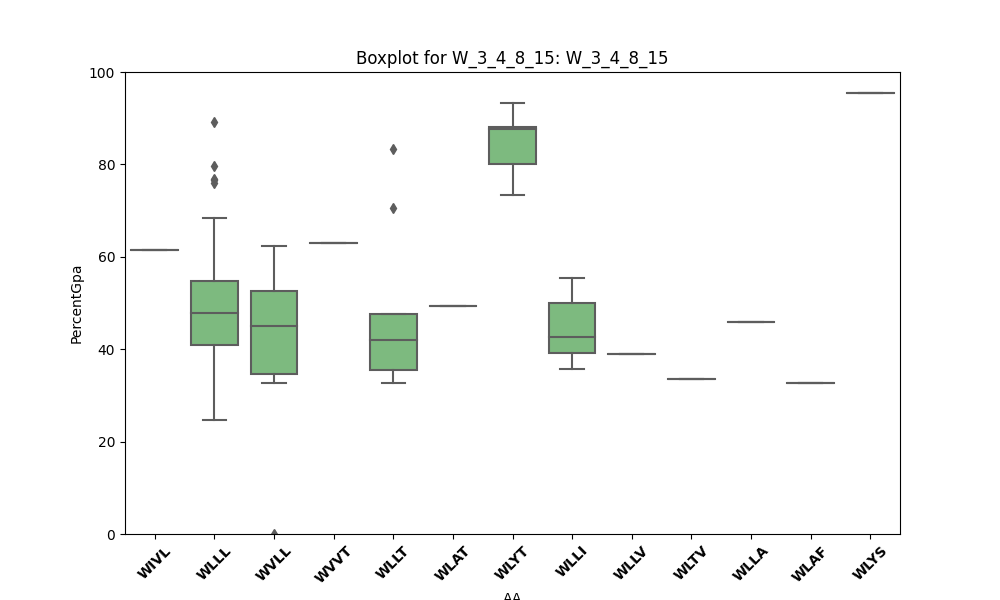 Boxplot for W_3_4_8_15: W_3_4_8_15
100
80
60
40
20
0
PercentGpa
WIVL WLLL WVLL WVVT WLLT WLAT WLYT WLLI WLLV WLTV WLLA WLAF WLYS
AA